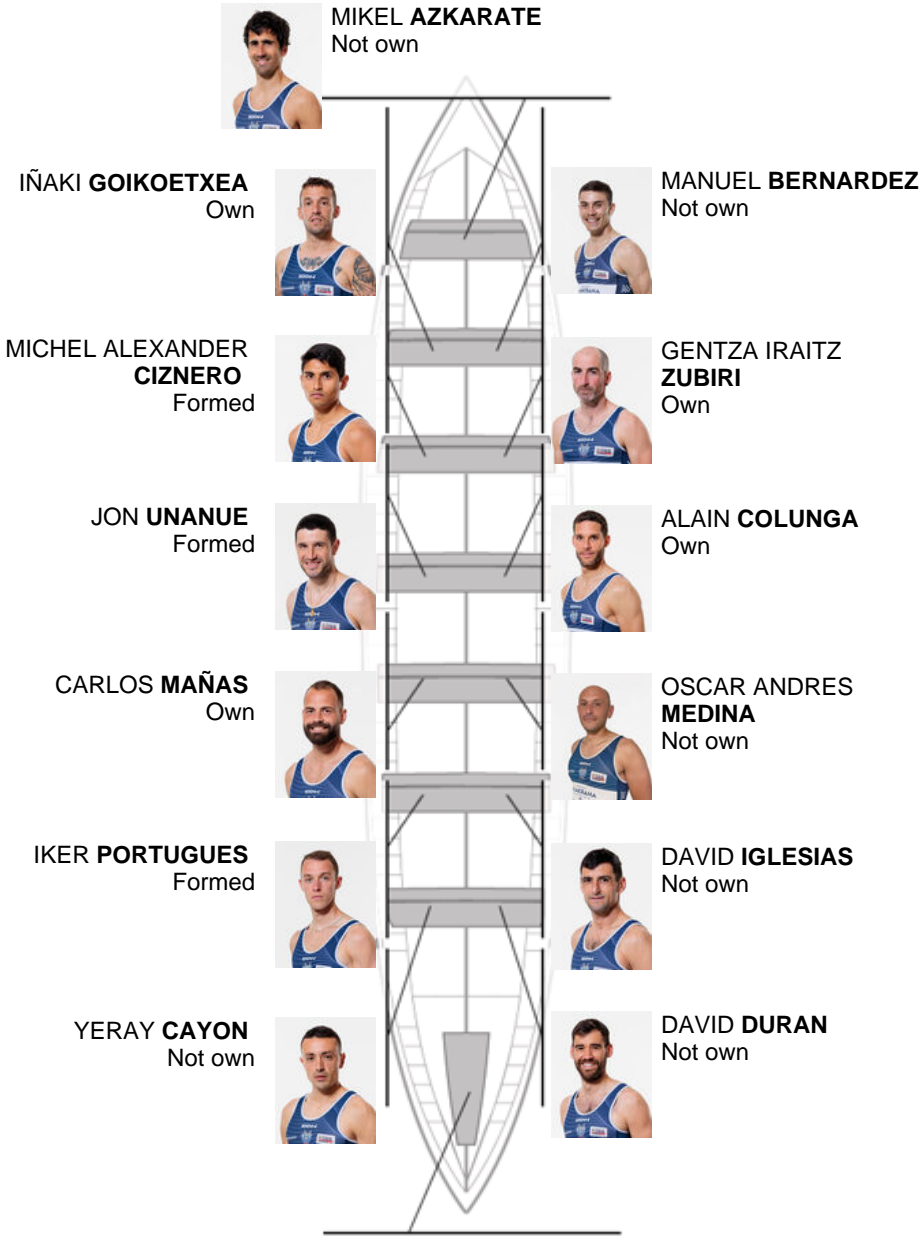 MIKEL AZKARATE
Not own
IÑAKI GOIKOETXEA
Own
MANUEL BERNARDEZ
Not own
MICHEL ALEXANDER
CIZNERO
Formed
GENTZA IRAITZ
ZUBIRI
Own
JON UNANUE
Formed
ALAIN COLUNGA
Own
CARLOS MAÑAS
Own
OSCAR ANDRES
MEDINA
Not own
IKER PORTUGUES
Formed
DAVID IGLESIAS
Not own
YERAY CAYON
Not own
DAVID DURAN
Not own